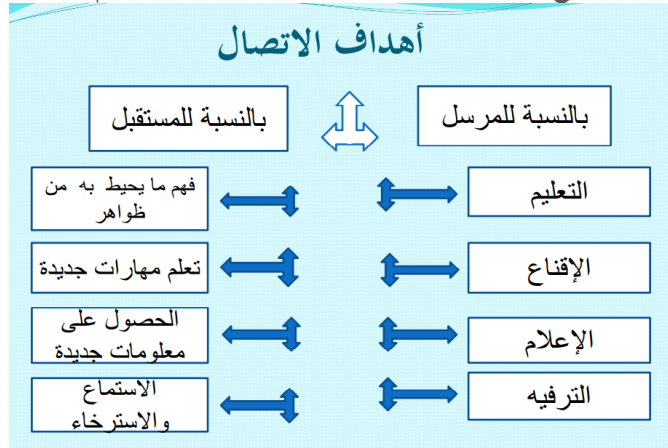 أهداف الاتصال
بالنسبة للمرسل
بالنسبة للمستقبل
التعليم
فهم ما يحيط به من
ظواهر
الإقناع
تعلم مهارات جديدة
الإعلام
الحصول على
معلومات جديدة
الترفيه
الاستماع
والاسترخاء